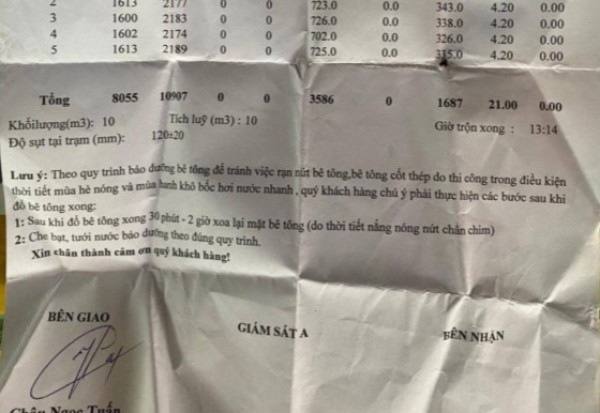 2 1613 2177 0 0 723.0 0.0 343.0 4.20 0.00
3 1600 2183 0 0 726.0 0.0 338.0 4.20 0.00
4 1602 2174 0 0 702.0 0.0 326.0 4.20 0.00
5 1613 2189 0 0 725.0 0.0 315.0 4.20 0.00
Tổng 8055 10907 0 0 3586 0 1687 21.00 0.00
Khốilượng(m3): 10 Tích luỹ (m3) : 10 Giờ trộn xong : 13:14
Độ sụt tại trạm (mm): 120±20
Lưu ý: Theo quy trình bảo dưỡng bê tông để tránh việc rạn nứt bê tông,bê tông cốt thép do thi công trong điều kiện
thời tiết mùa hè nóng và mùa hanh khô bốc hơi nước nhanh , quý khách hàng chú ý phải thực hiện các bước sau khi
đổ bê tông xong:
1: Sau khi đổ bê tông xong 30 phút - 2 giờ xoa lại mặt bê tông (do thời tiết nắng nóng nứt chân chim)
2: Che bạt, tưới nước bảo dưỡng theo đúng quy trình.
Xin chân thành cảm ơn quý khách hàng!
BÊN GIAO GIÁM SÁT A BÊN NHẬN
Châu Ngọc Tuấn